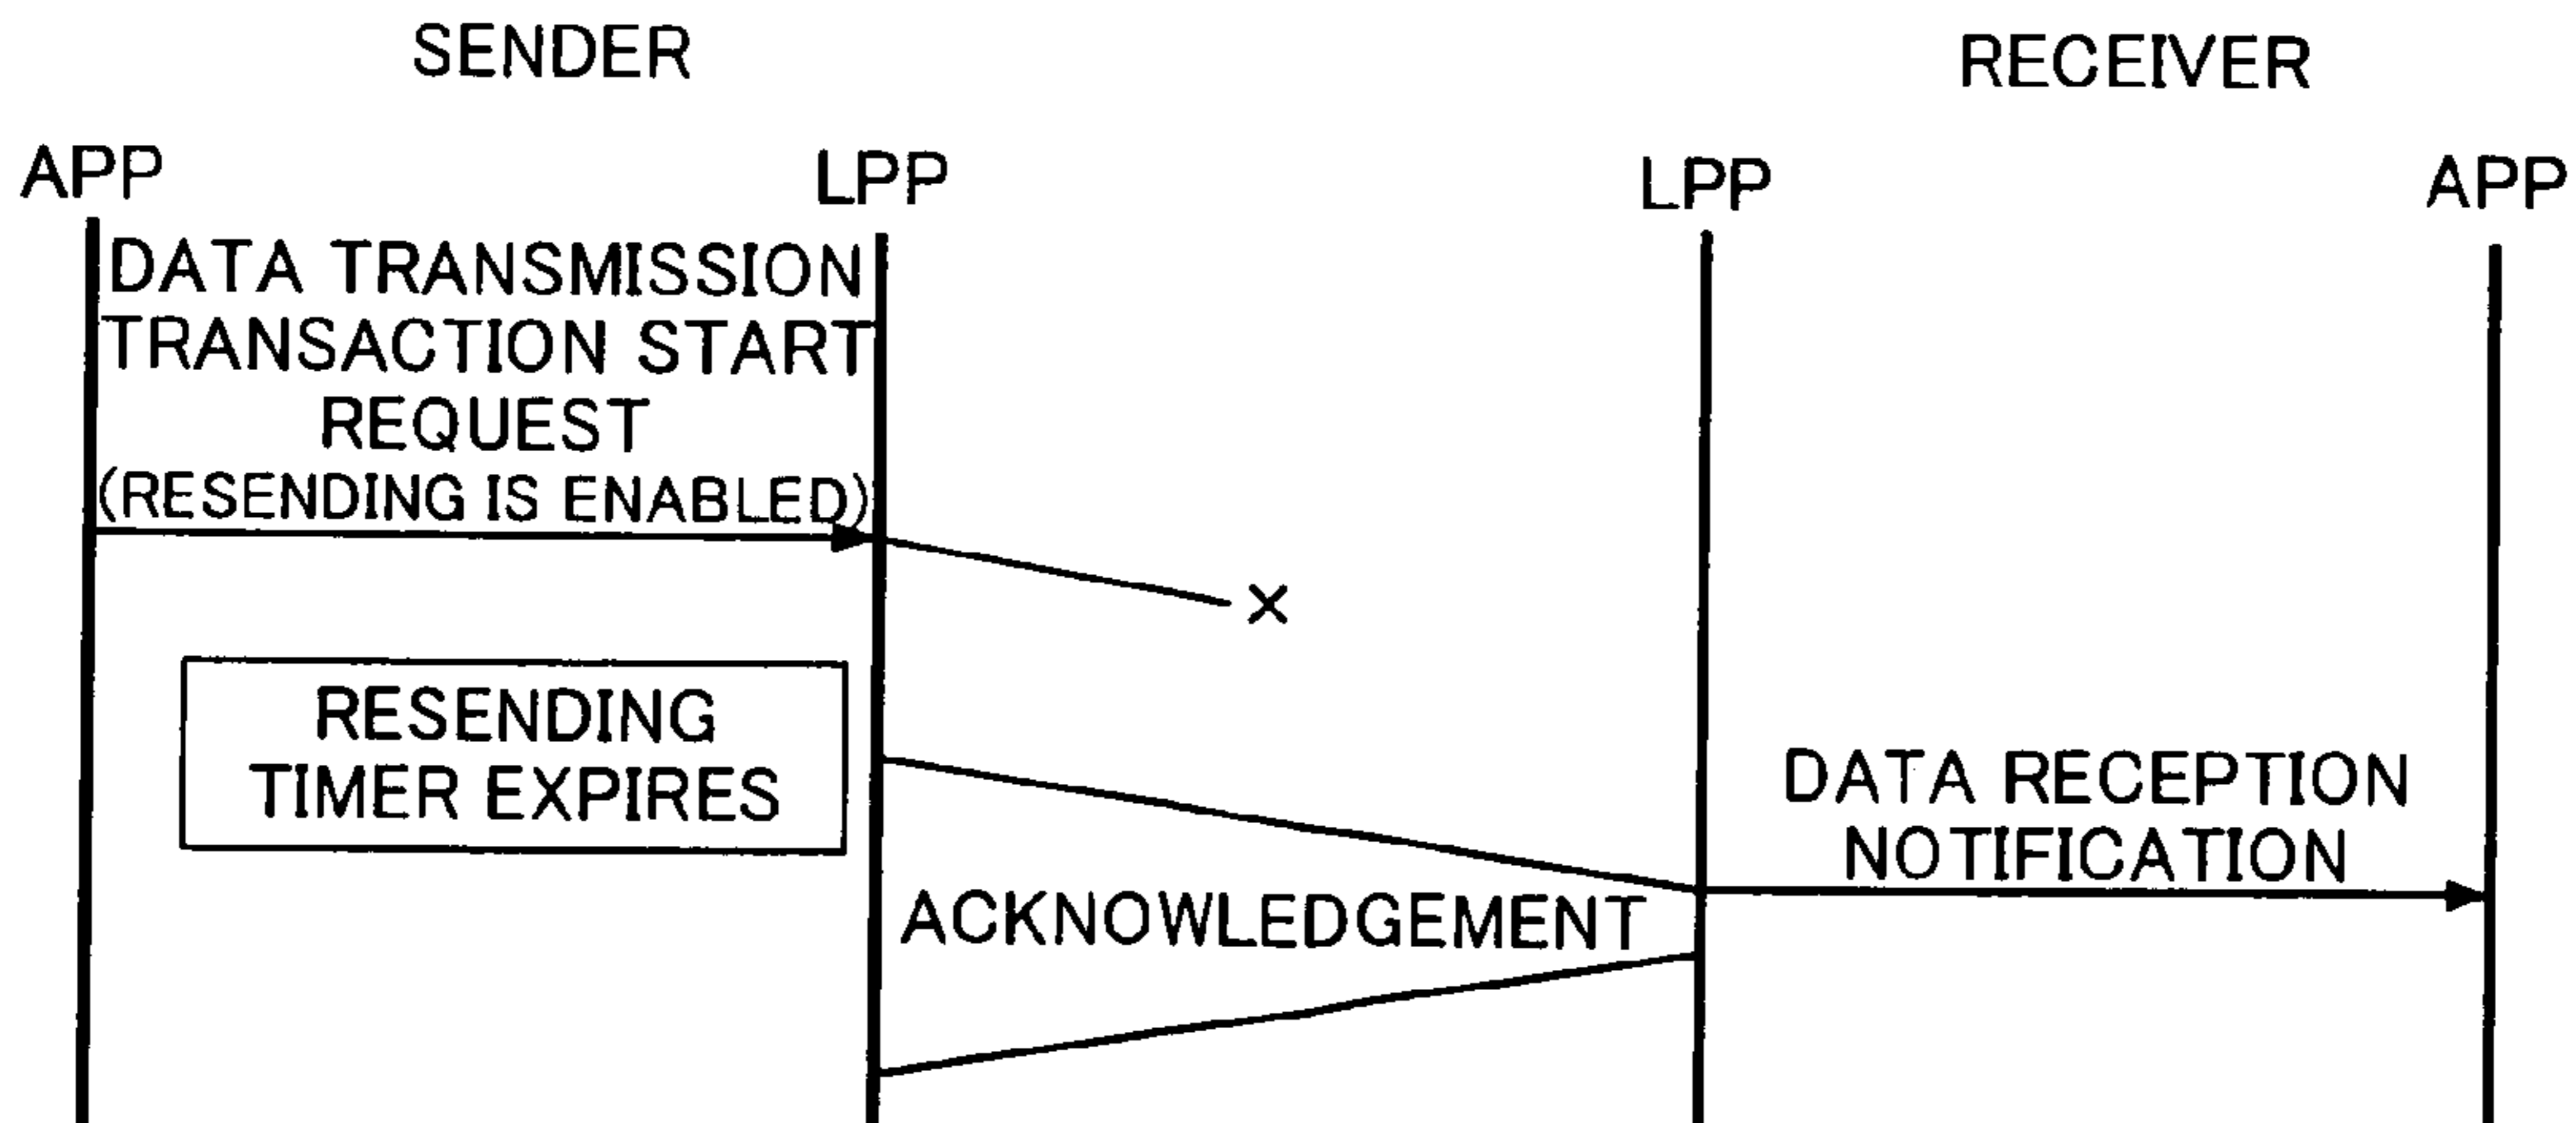 SENDER
RECEIVER
APP
LPP
LPP
APP
DATA TRANSMISSION
TRANSACTION START
REQUEST
(RESENDING IS ENABLED)
×
RESENDING
TIMER EXPIRES
DATA RECEPTION
NOTIFICATION
ACKNOWLEDGEMENT